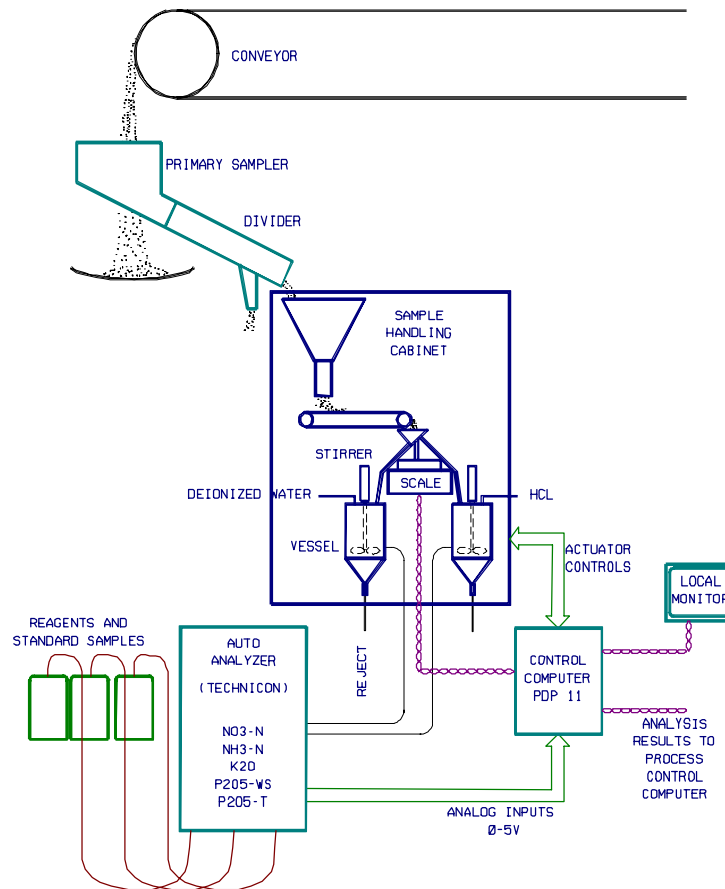 CONVEYOR
PRIMARY SAMPLER
DIVIDER
SAMPLE
HANDLING
CABINET
STIRRER
SCALE
DEIONIZED WATER
HCL
VESSEL
ACTUATOR
CONTROLS
LOCAL
MONITOR
REAGENTS AND
STANDARD SAMPLES
AUTO
ANALYZER
(TECHNICON)
NO3-N
NH3-N
K2O
P2O5-WS
P2O5-T
REJECT
CONTROL
COMPUTER
PDP 11
ANALYSIS
RESULTS TO
PROCESS
CONTROL
COMPUTER
ANALOG INPUTS
0-5V